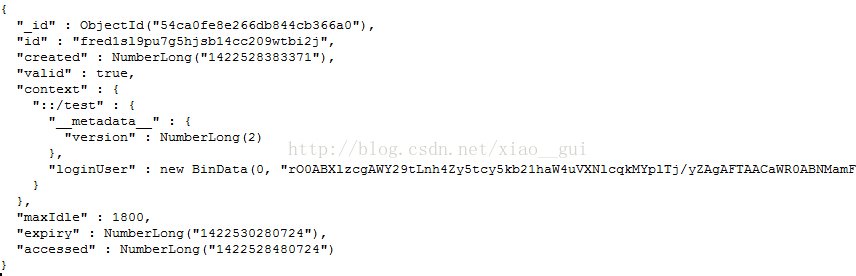 {
"_id" : ObjectId("54ca0fe8e266db844cb366a0"),
"id" : "fred1sl9pu7g5hjsb14cc209wtbi2j",
"created" : NumberLong("1422528383371"),
"valid" : true,
"context" : {
"::/test" : {
"__metadata__" : {
"version" : NumberLong(2)
},
"loginUser" : new BinData(0, "rO0ABXlzcgAWY29tLnh4Zy5tcy5kb21haW4uVXNlcqkMYplTj/yZAgAFTAACaWR0ABNMamF
}
},
"maxIdle" : 1800,
"expiry" : NumberLong("1422530280724"),
"accessed" : NumberLong("1422528480724")
}
http://blog.csdn.net/xiao__gui